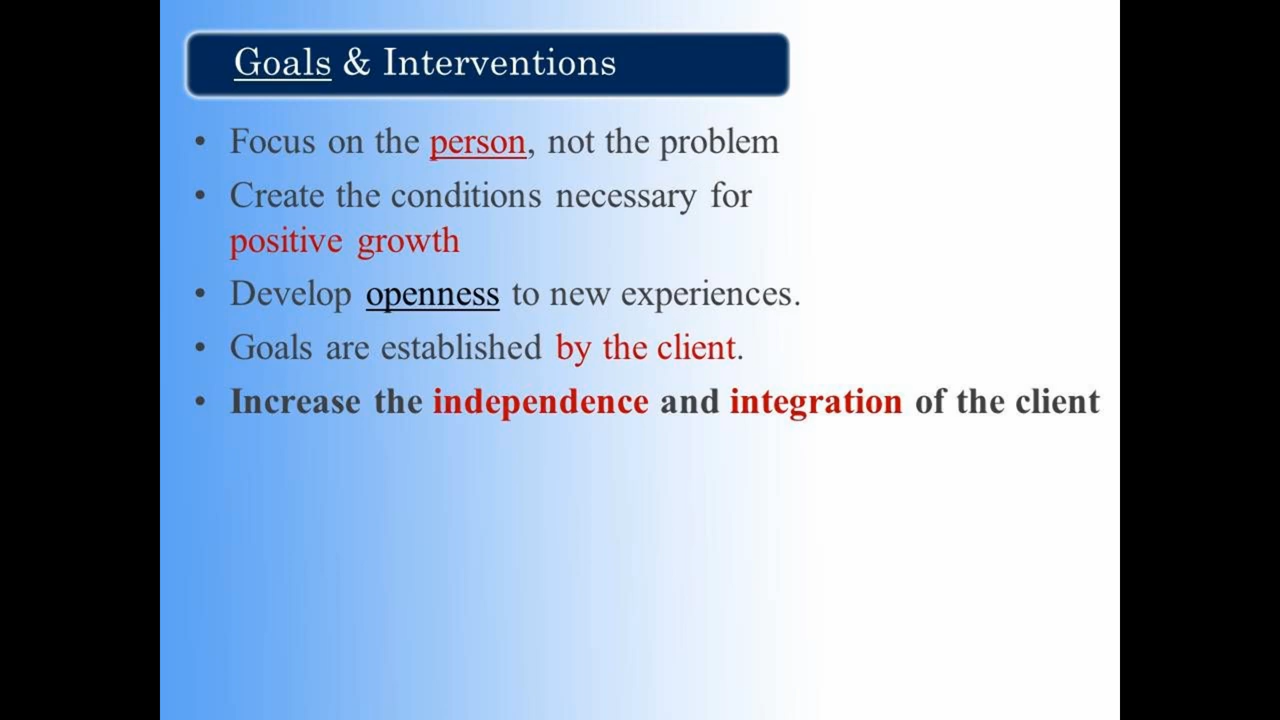 Goals & Interventions
• Focus on the person, not the problem
• Create the conditions necessary for
positive growth
• Develop openness to new experiences.
• Goals are established by the client.
• Increase the independence and integration of the client